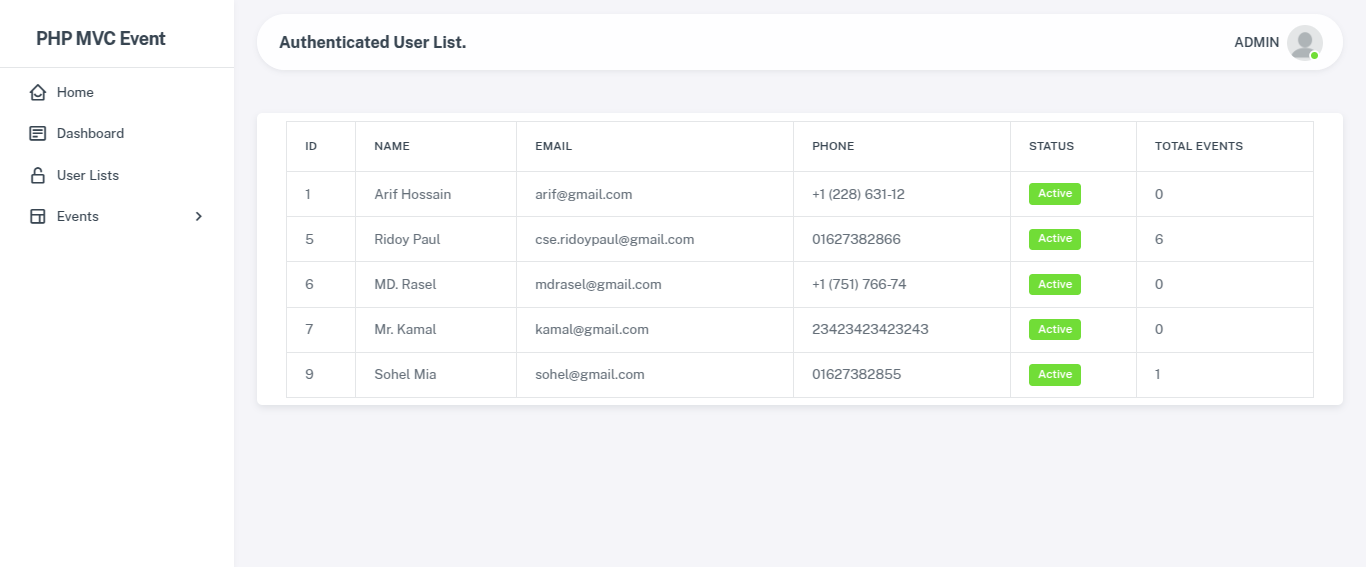 PHP MVC Event
Authenticated User List.
ADMIN
Home
Dashboard
User Lists
Events
ID NAME EMAIL PHONE STATUS TOTAL EVENTS
1 Arif Hossain arif@gmail.com +1 (228) 631-12 Active 0
5 Ridoy Paul cse.ridoypaul@gmail.com 01627382866 Active 6
6 MD. Rasel mdrasel@gmail.com +1 (751) 766-74 Active 0
7 Mr. Kamal kamal@gmail.com 23423423423243 Active 0
9 Sohel Mia sohel@gmail.com 01627382855 Active 1